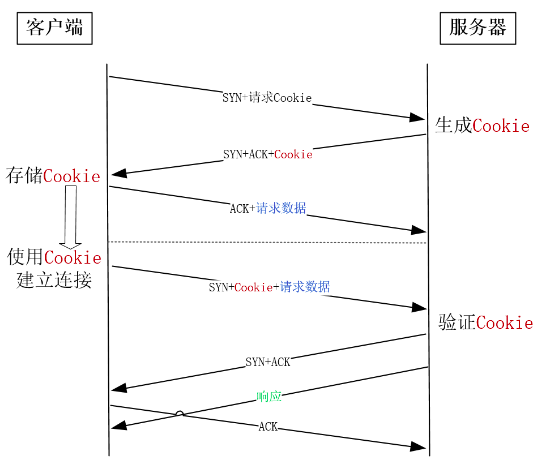 客户端
服务器
SYN+请求Cookie
生成Cookie
SYN+ACK+Cookie
存储Cookie
ACK+请求数据
使用Cookie
建立连接
SYN+Cookie+请求数据
验证Cookie
SYN+ACK
响应
ACK